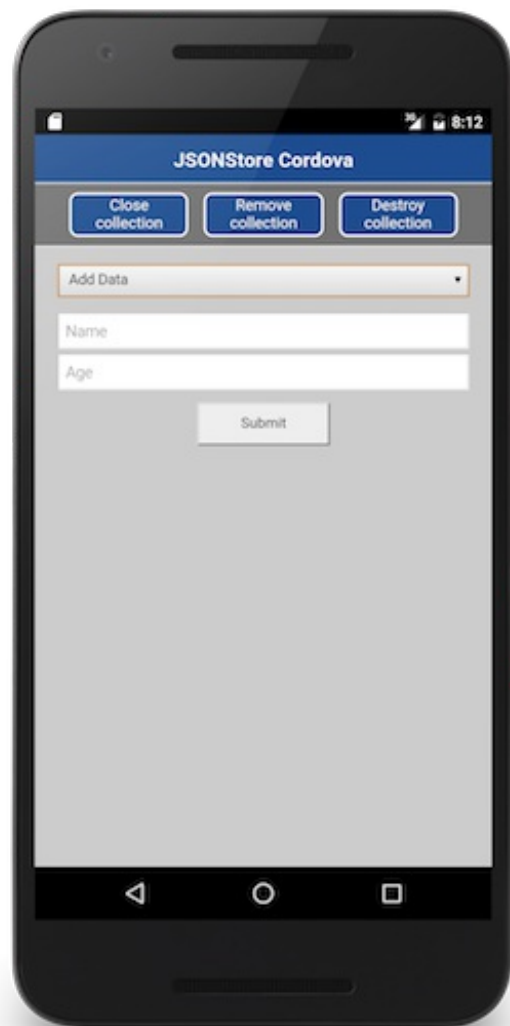 8:12
JSONStore Cordova
Close
collection
Remove
collection
Destroy
collection
Add Data
Name
Age
Submit